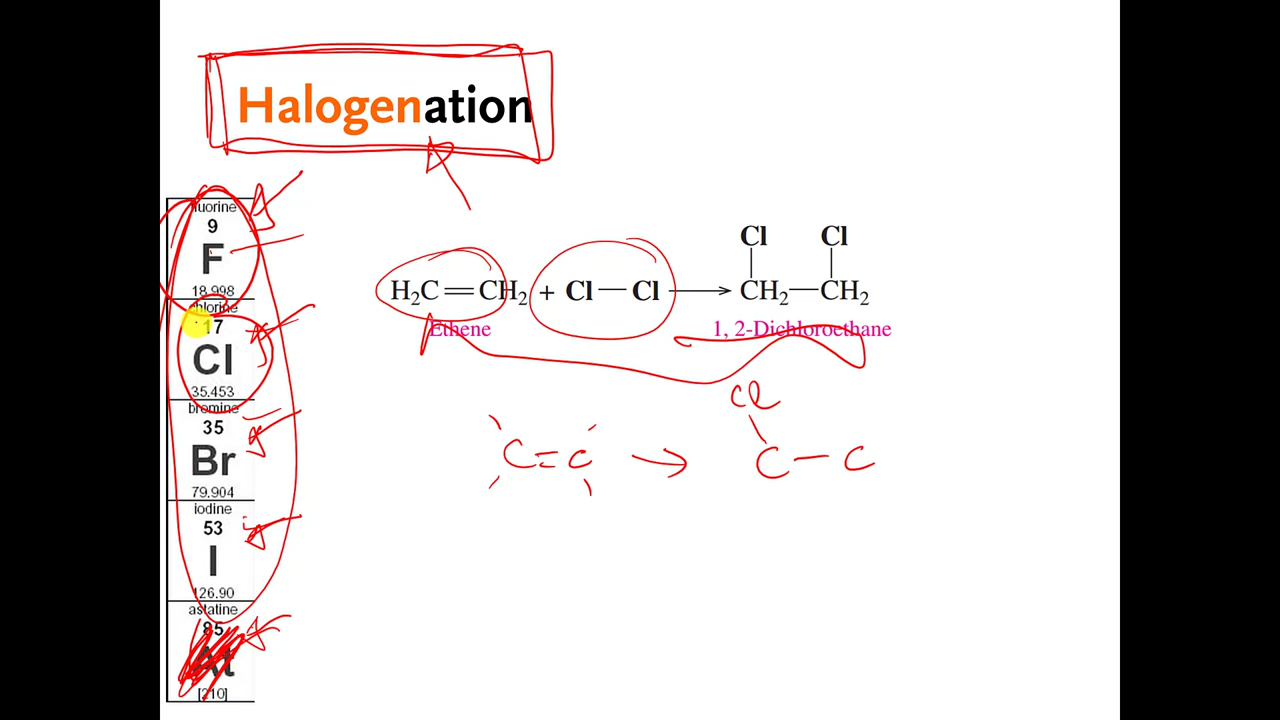 Halogenation
fluorine
9
F
18.998
chlorine
17
Cl
35.453
bromine
35
Br
79.904
iodine
53
I
126.90
astatine
85
At
[210]
Cl Cl
H₂C=CH₂ + Cl—Cl → CH₂—CH₂
Ethene 1, 2-Dichloroethane
Cl
C=C → C–C